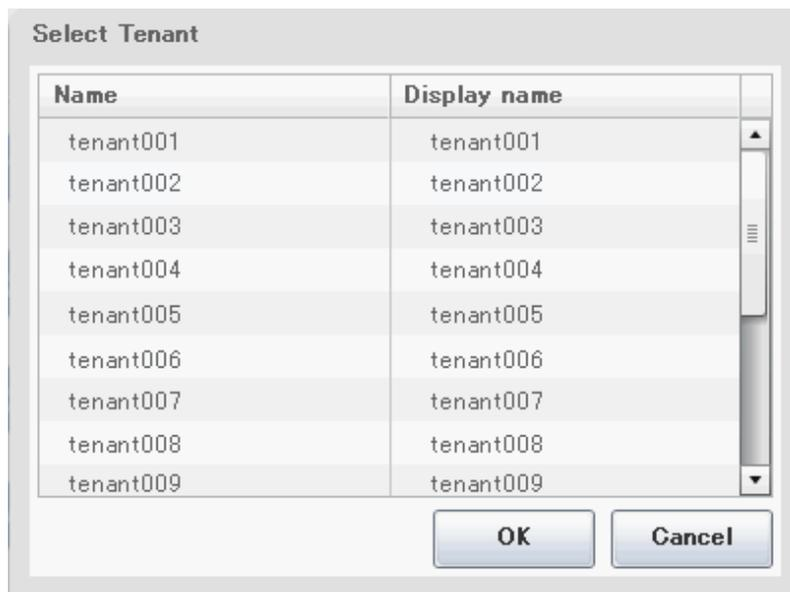 Select Tenant
Name Display name
tenant001 tenant001
tenant002 tenant002
tenant003 tenant003
tenant004 tenant004
tenant005 tenant005
tenant006 tenant006
tenant007 tenant007
tenant008 tenant008
tenant009 tenant009
OK Cancel